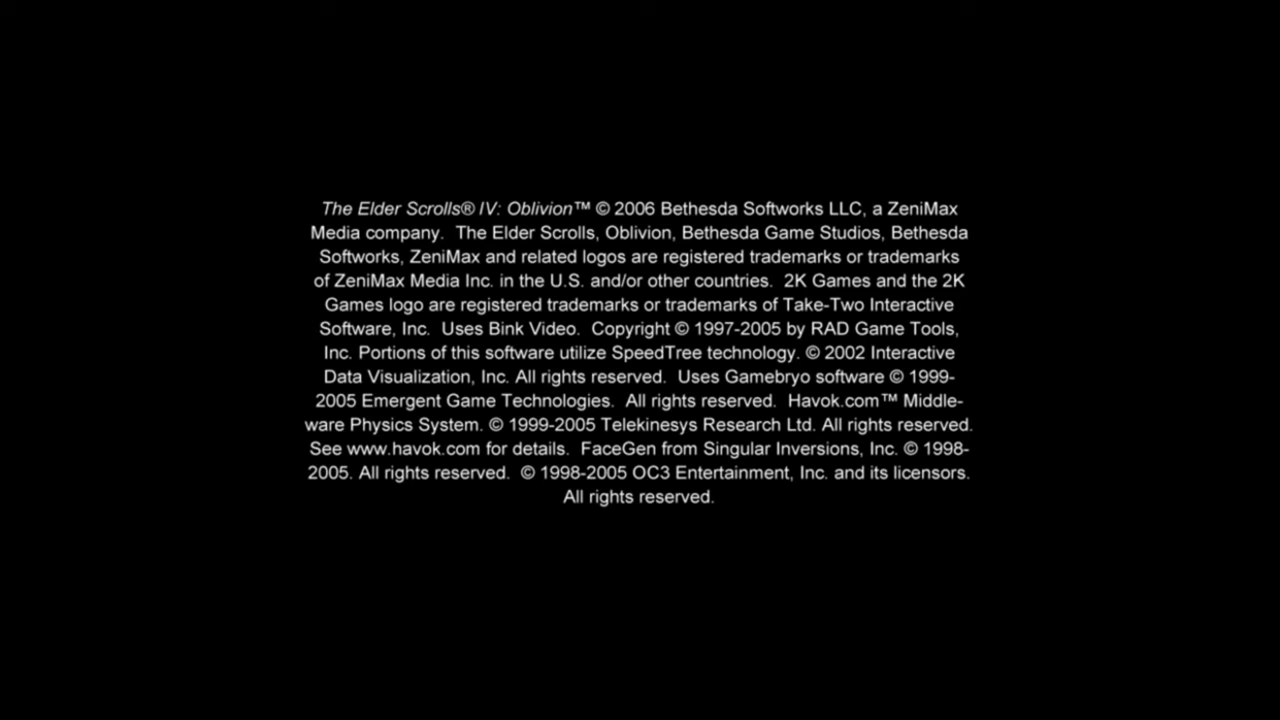 The Elder Scrolls® IV: Oblivion™ © 2006 Bethesda Softworks LLC, a ZeniMax
Media company.  The Elder Scrolls, Oblivion, Bethesda Game Studios, Bethesda
Softworks, ZeniMax and related logos are registered trademarks or trademarks
of ZeniMax Media Inc. in the U.S. and/or other countries.  2K Games and the 2K
Games logo are registered trademarks or trademarks of Take-Two Interactive
Software, Inc.  Uses Bink Video.  Copyright © 1997-2005 by RAD Game Tools,
Inc. Portions of this software utilize SpeedTree technology. © 2002 Interactive
Data Visualization, Inc. All rights reserved.  Uses Gamebryo software © 1999-
2005 Emergent Game Technologies.  All rights reserved.  Havok.com™ Middle-
ware Physics System. © 1999-2005 Telekinesys Research Ltd. All rights reserved.
See www.havok.com for details.  FaceGen from Singular Inversions, Inc. © 1998-
2005. All rights reserved.  © 1998-2005 OC3 Entertainment, Inc. and its licensors.
All rights reserved.